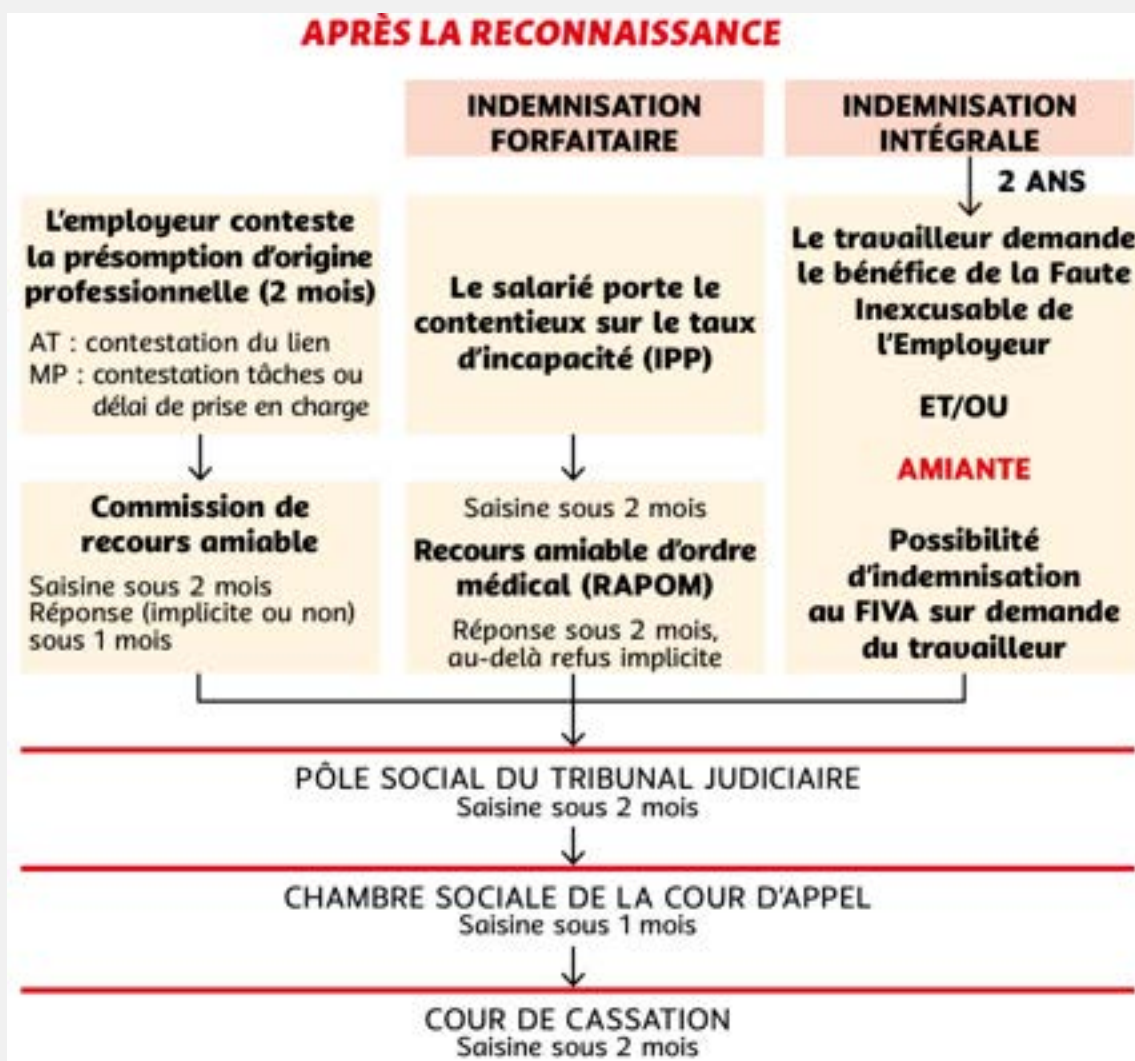 APRÈS LA RECONNAISSANCE
INDEMNISATION
FORFAITAIRE
INDEMNISATION
INTÉGRALE
2 ANS
L'employeur conteste
la présomption d'origine
professionnelle (2 mois)
AT : contestation du lien
MP : contestation tâches ou
délai de prise en charge
Le salarié porte le
contentieux sur le taux
d'incapacité (IPP)
Le travailleur demande
le bénéfice de la Faute
Inexcusable de
l'Employeur
ET/OU
AMIANTE
Possibilité
d'indemnisation
au FIVA sur demande
du travailleur
Commission de
recours amiable
Saisine sous 2 mois
Réponse (implicite ou non)
sous 1 mois
Saisine sous 2 mois
Recours amiable d'ordre
médical (RAPOM)
Réponse sous 2 mois,
au-delà refus implicite
PÔLE SOCIAL DU TRIBUNAL JUDICIAIRE
Saisine sous 2 mois
CHAMBRE SOCIALE DE LA COUR D'APPEL
Saisine sous 1 mois
COUR DE CASSATION
Saisine sous 2 mois